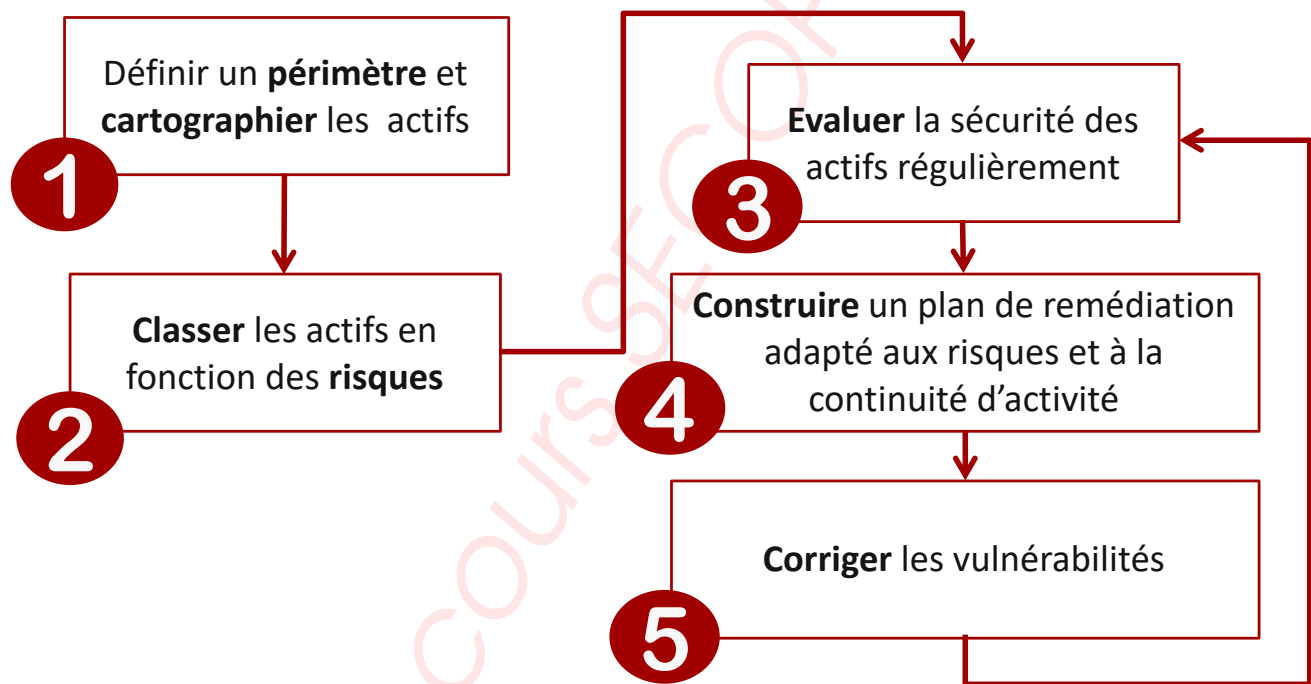 Définir un périmètre et
cartographier les actifs
1
Classer les actifs en
fonction des risques
2
Evaluer la sécurité des
actifs régulièrement
3
Construire un plan de remédiation
adapté aux risques et à la
continuité d’activité
4
Corriger les vulnérabilités
5
cours